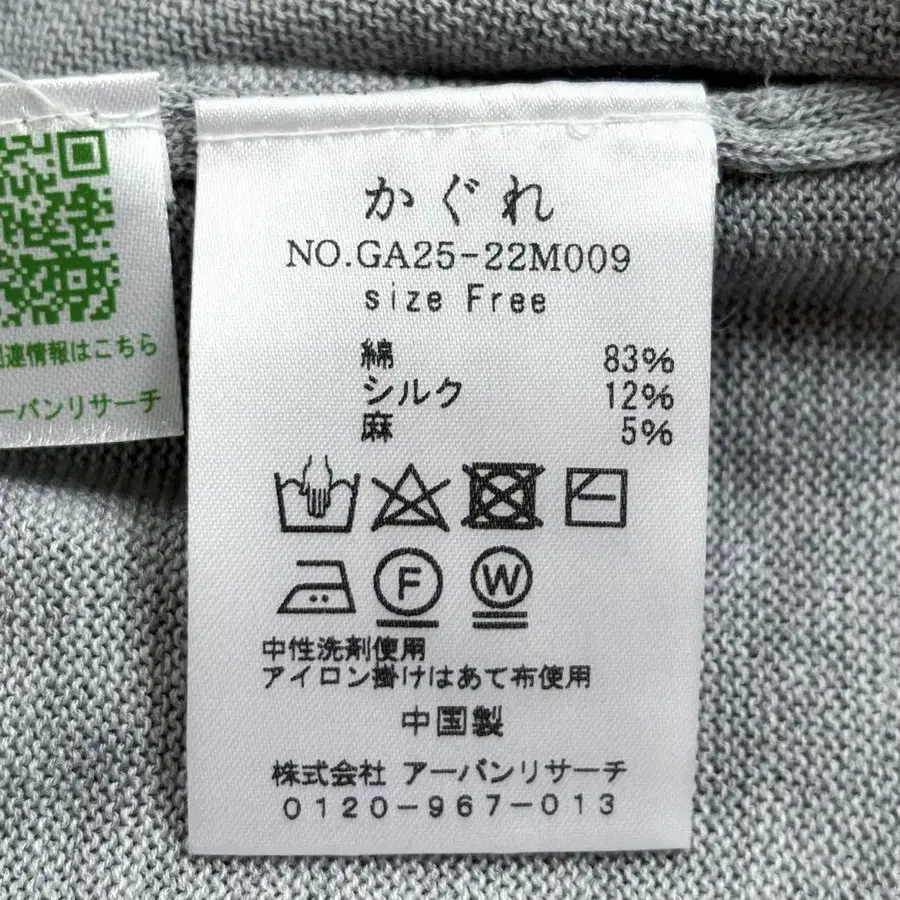 かぐれ
NO.GA25-22M009
size Free
綿 83%
シルク 12%
麻 5%
F W
中性洗剤使用
アイロン掛けはあて布使用
中国製
株式会社 アーバンリサーチ
0120-967-013
連情報はこちら
ーバンリサーチ